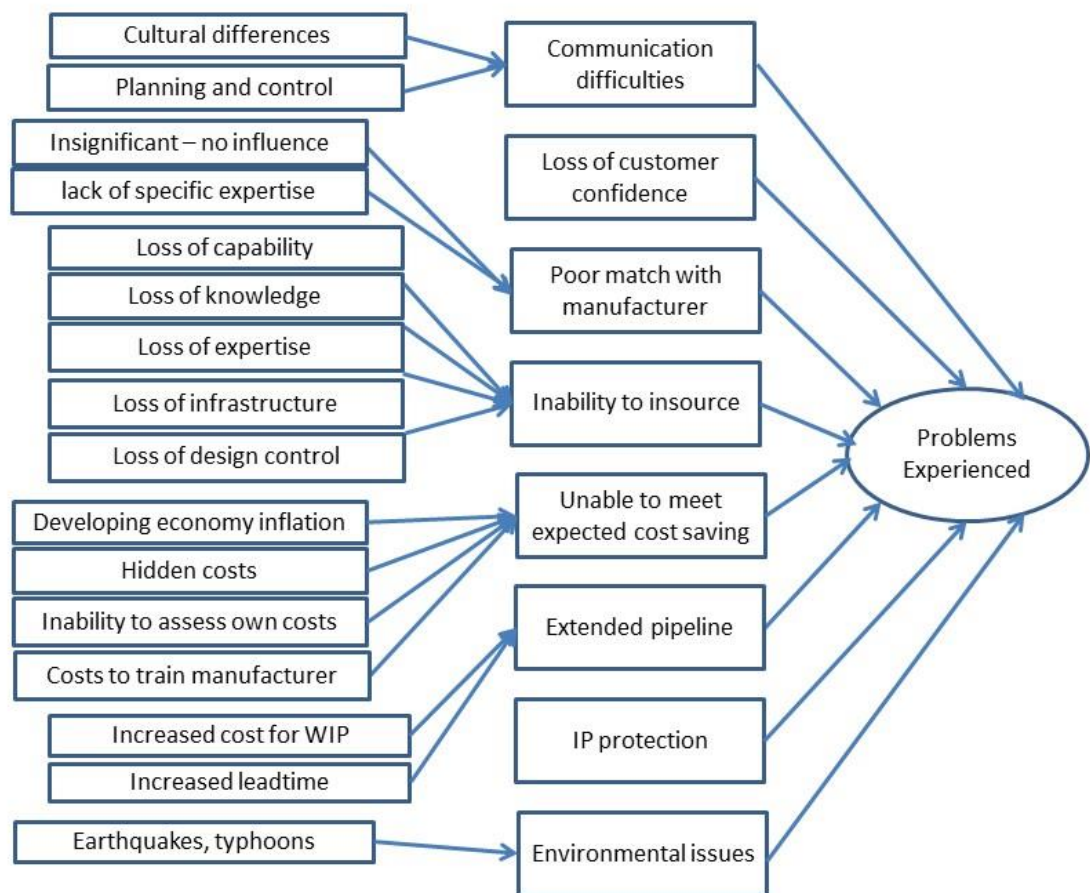 Cultural differences
Planning and control
Insignificant – no influence
lack of specific expertise
Loss of capability
Loss of knowledge
Loss of expertise
Loss of infrastructure
Loss of design control
Developing economy inflation
Hidden costs
Inability to assess own costs
Costs to train manufacturer
Increased cost for WIP
Increased leadtime
Earthquakes, typhoons
Communication
difficulties
Loss of customer
confidence
Poor match with
manufacturer
Inability to insource
Unable to meet
expected cost saving
Extended pipeline
IP protection
Environmental issues
Problems
Experienced